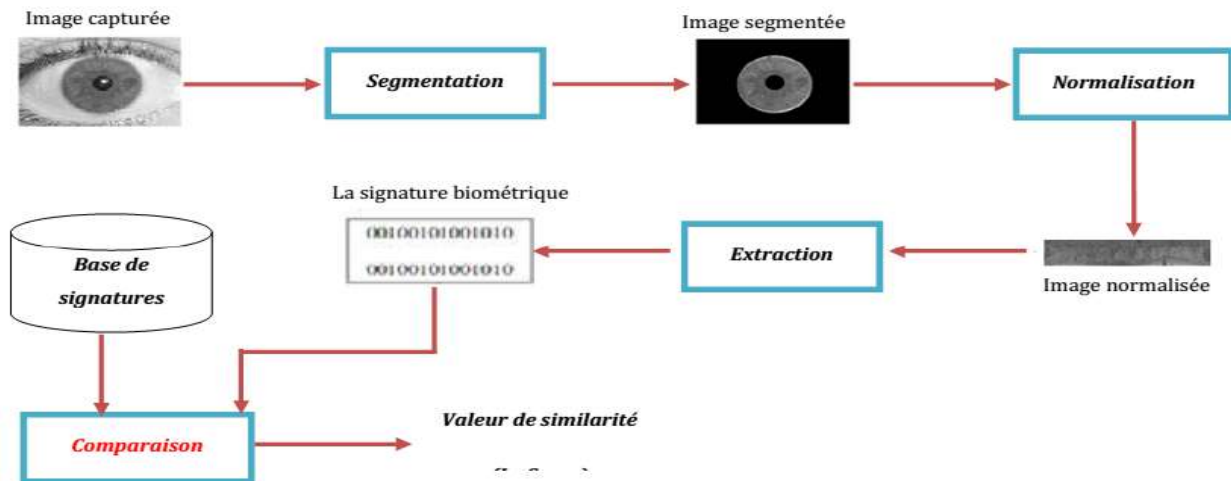 Image capturée
Image segmentée
Segmentation
Normalisation
La signature biométrique
00100101001010
00100101001010
Base de
signatures
Extraction
Image normalisée
Comparaison
Valeur de similarité